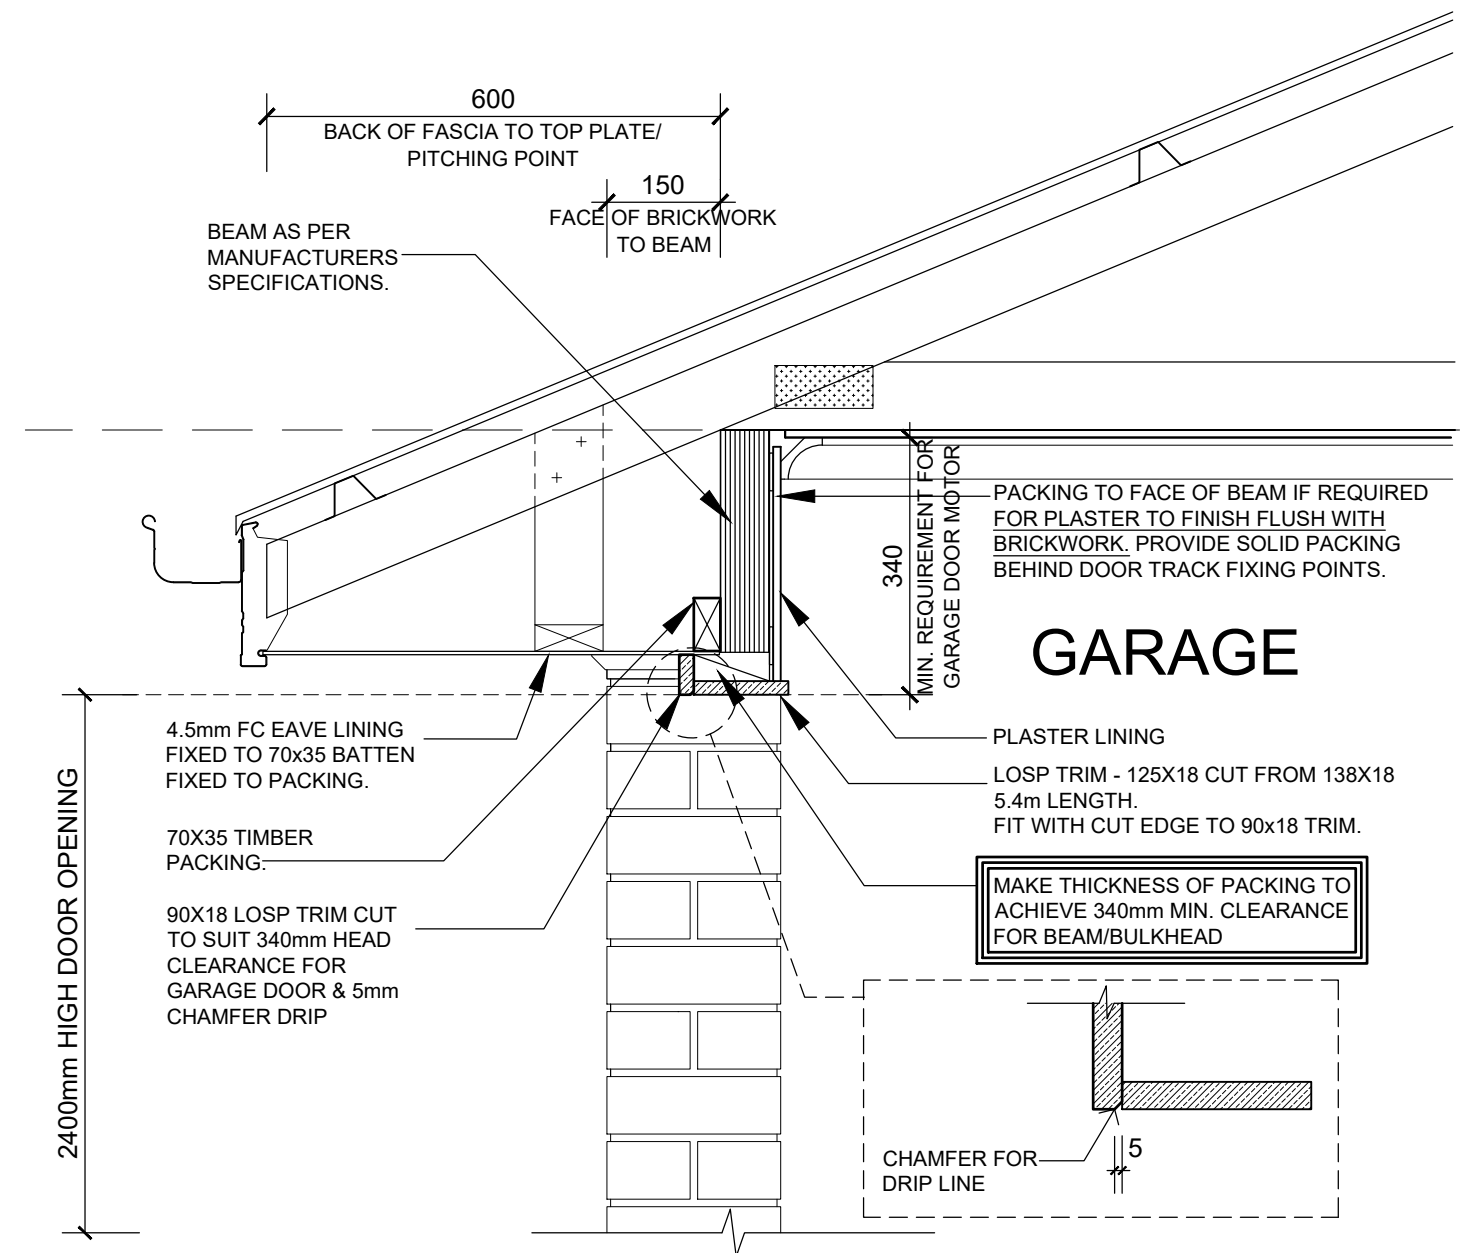 600
BACK OF FASCIA TO TOP PLATE/
PITCHING POINT
150
FACE OF BRICKWORK
TO BEAM
BEAM AS PER
MANUFACTURERS
SPECIFICATIONS.
340
MIN. REQUIREMENT FOR
GARAGE DOOR MOTOR
PACKING TO FACE OF BEAM IF REQUIRED
FOR PLASTER TO FINISH FLUSH WITH
BRICKWORK. PROVIDE SOLID PACKING
BEHIND DOOR TRACK FIXING POINTS.
GARAGE
PLASTER LINING
LOSP TRIM - 125X18 CUT FROM 138X18
5.4m LENGTH.
FIT WITH CUT EDGE TO 90x18 TRIM.
MAKE THICKNESS OF PACKING TO
ACHIEVE 340mm MIN. CLEARANCE
FOR BEAM/BULKHEAD
4.5mm FC EAVE LINING
FIXED TO 70x35 BATTEN
FIXED TO PACKING.
70X35 TIMBER
PACKING.
90X18 LOSP TRIM CUT
TO SUIT 340mm HEAD
CLEARANCE FOR
GARAGE DOOR & 5mm
CHAMFER DRIP
2400mm HIGH DOOR OPENING
CHAMFER FOR
DRIP LINE
5